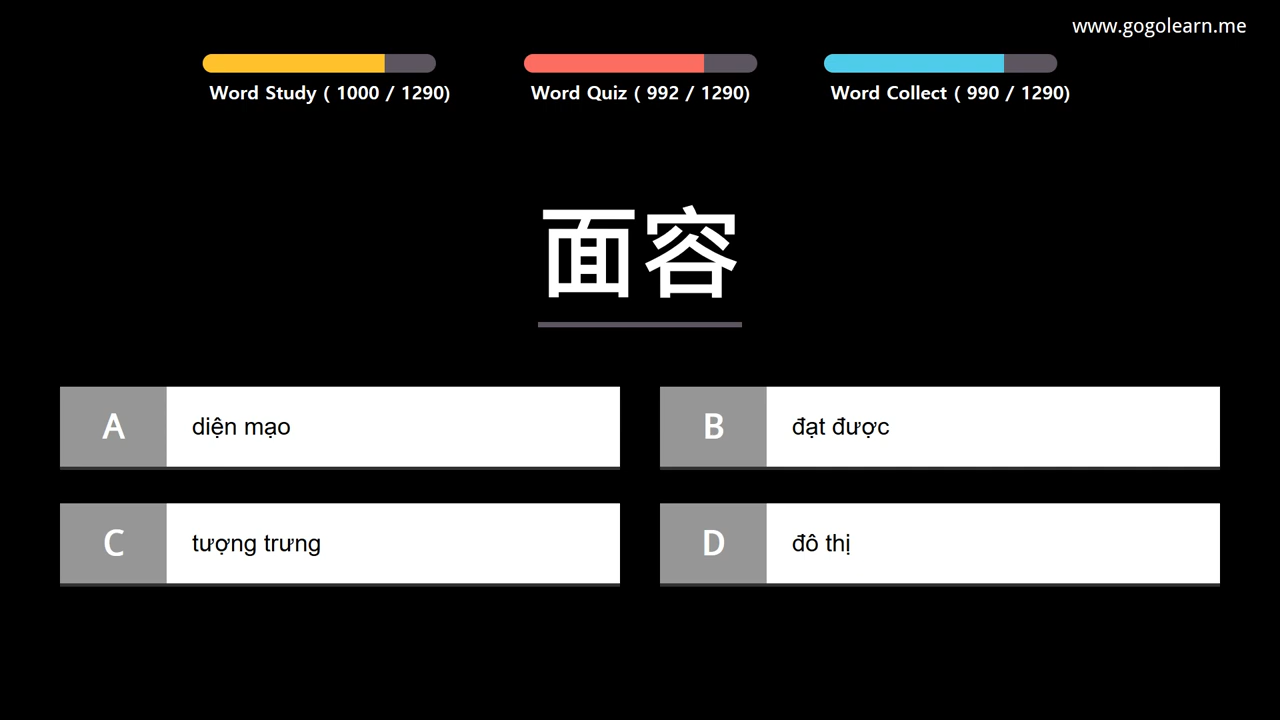 www.gogolearn.me
Word Study ( 1000 / 1290)
Word Quiz ( 992 / 1290)
Word Collect ( 990 / 1290)
面容
A diện mạo
B đạt được
C tượng trưng
D đô thị